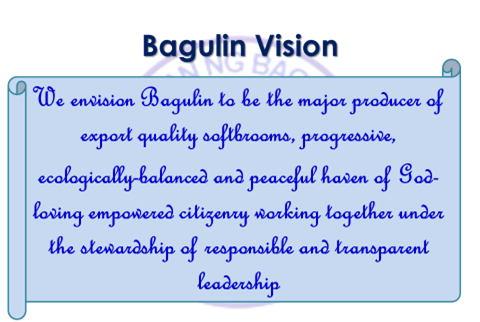 Bagulin Vision
We envision Bagulin to be the major producer of
export quality softbrooms, progressive,
ecologically-balanced and peaceful haven of God-
loving empowered citizenry working together under
the stewardship of responsible and transparent
leadership